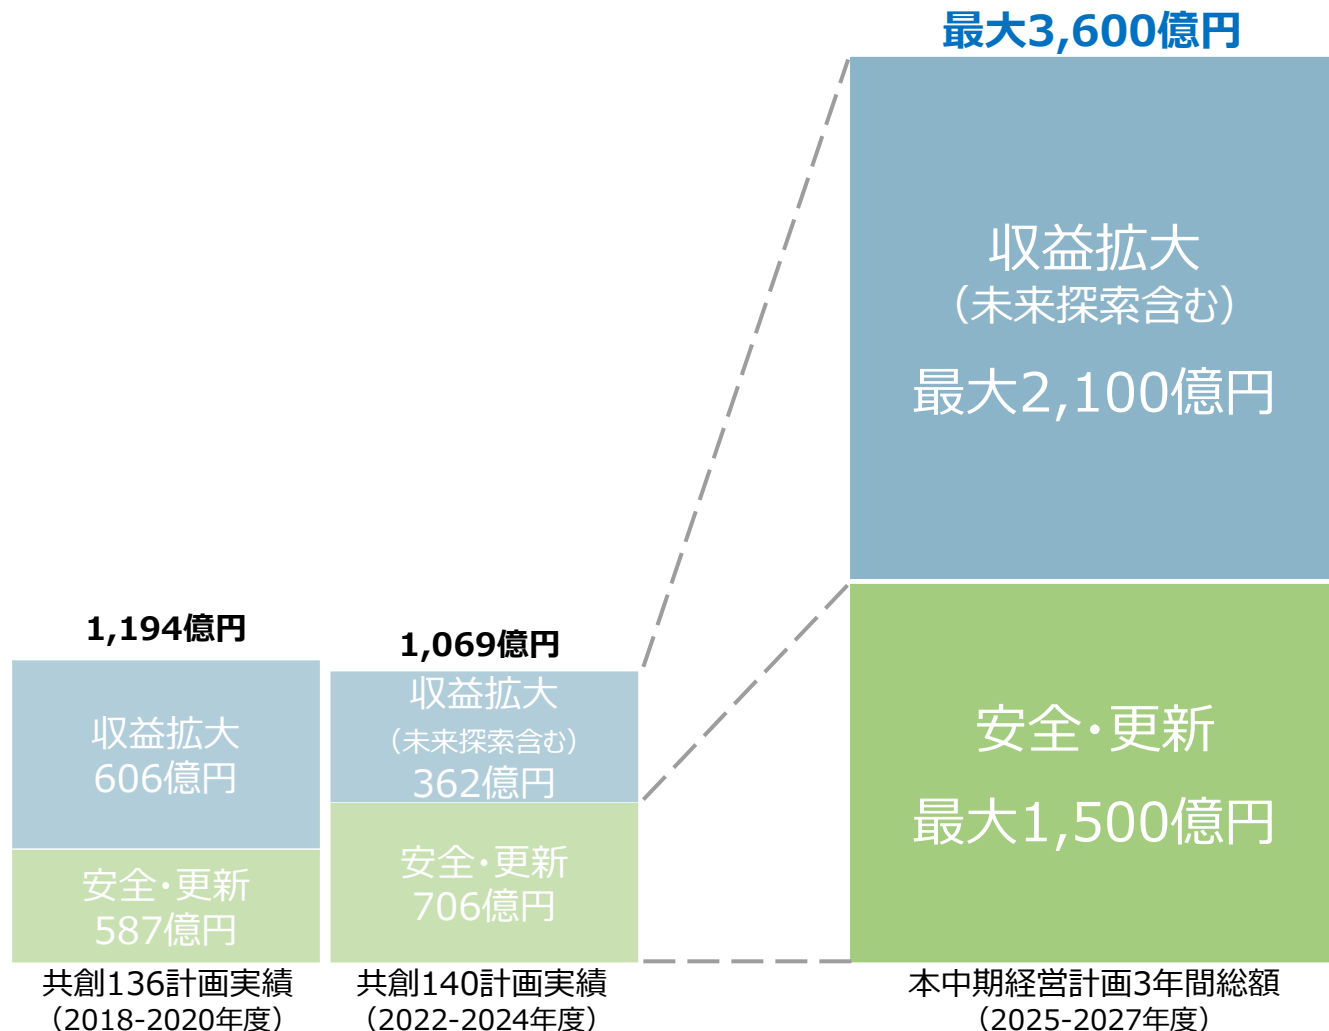 最大3,600億円
収益拡大
（未来探索含む）
最大2,100億円
安全・更新
最大1,500億円
1,194億円
収益拡大
606億円
安全・更新
587億円
1,069億円
収益拡大
（未来探索含む）
362億円
安全・更新
706億円
共創136計画実績
（2018-2020年度）
共創140計画実績
（2022-2024年度）
本中期経営計画3年間総額
（2025-2027年度）